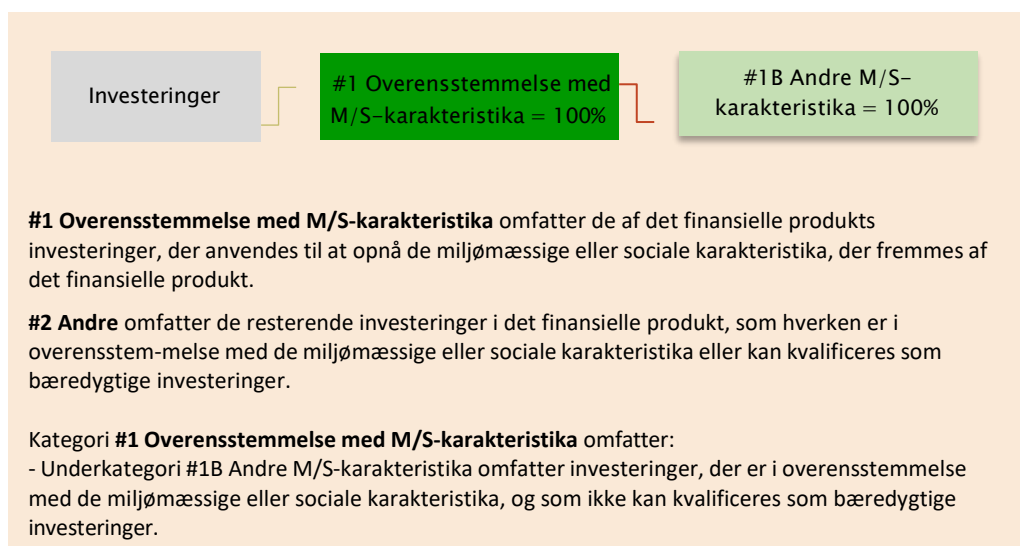 Investeringer
#1 Overensstemmelse med
M/S-karakteristika = 100%
#1B Andre M/S-
karakteristika = 100%
#1 Overensstemmelse med M/S-karakteristika omfatter de af det finansielle produkts
investeringer, der anvendes til at opnå de miljømæssige eller sociale karakteristika, der fremmes af
det finansielle produkt.
#2 Andre omfatter de resterende investeringer i det finansielle produkt, som hverken er i
overensstem-melse med de miljømæssige eller sociale karakteristika eller kan kvalificeres som
bæredygtige investeringer.
Kategori #1 Overensstemmelse med M/S-karakteristika omfatter:
- Underkategori #1B Andre M/S-karakteristika omfatter investeringer, der er i overensstemmelse
med de miljømæssige eller sociale karakteristika, og som ikke kan kvalificeres som bæredygtige
investeringer.